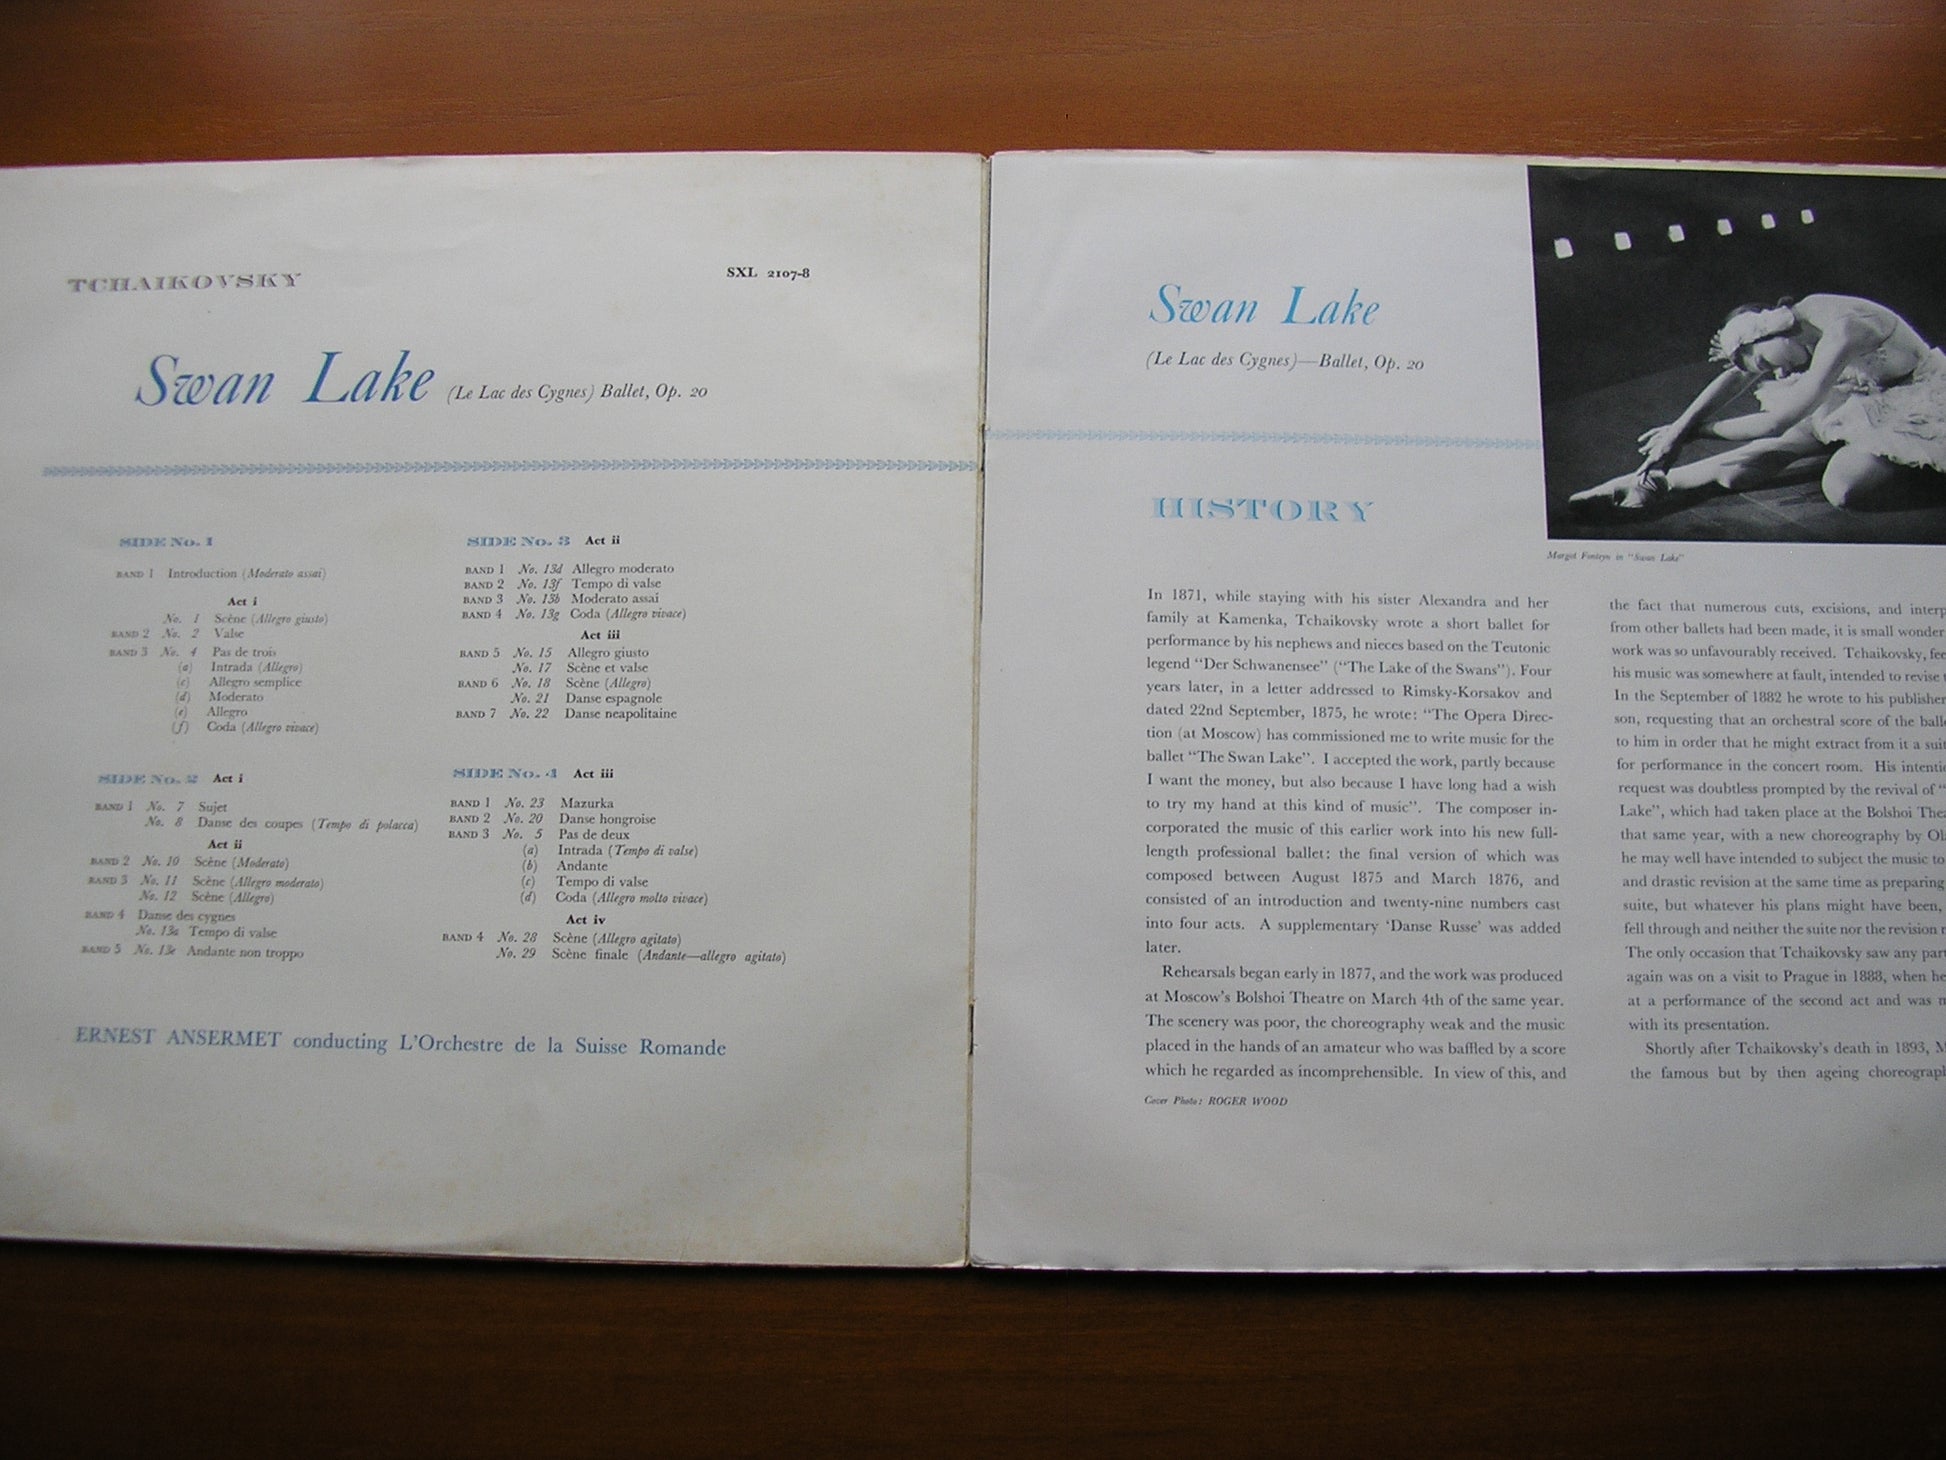 TCHAIKOVSKY
SXL 2107-8
Swan Lake (Le Lac des Cygnes) Ballet, Op. 20
SIDE No. 1
BAND 1 Introduction (Moderato assai)
Act i
No. 1 Scène (Allegro giusto)
BAND 2 No. 2 Valse
BAND 3 No. 4 Pas de trois
(a) Intrada (Allegro)
(c) Allegro semplice
(d) Moderato
(e) Allegro
(f) Coda (Allegro vivace)
SIDE No. 2 Act i
BAND 1 No. 7 Sujet
No. 8 Danse des coupes (Tempo di polacca)
Act ii
BAND 2 No. 10 Scène (Moderato)
BAND 3 No. 11 Scène (Allegro moderato)
No. 12 Scène (Allegro)
BAND 4 Danse des cygnes
No. 13a Tempo di valse
BAND 5 No. 13e Andante non troppo
SIDE No. 3 Act ii
BAND 1 No. 13d Allegro moderato
BAND 2 No. 13f Tempo di valse
BAND 3 No. 13b Moderato assai
BAND 4 No. 13g Coda (Allegro vivace)
Act iii
BAND 5 No. 15 Allegro giusto
No. 17 Scène et valse
BAND 6 No. 18 Scène (Allegro)
No. 21 Danse espagnole
BAND 7 No. 22 Danse neapolitaine
SIDE No. 4 Act iii
BAND 1 No. 23 Mazurka
BAND 2 No. 20 Danse hongroise
BAND 3 No. 5 Pas de deux
(a) Intrada (Tempo di valse)
(b) Andante
(c) Tempo di valse
(d) Coda (Allegro molto vivace)
Act iv
BAND 4 No. 28 Scène (Allegro agitato)
No. 29 Scène finale (Andante—allegro agitato)
ERNEST ANSERMET conducting L'Orchestre de la Suisse Romande
Swan Lake
(Le Lac des Cygnes)—Ballet, Op. 20
Margot Fonteyn in "Swan Lake"
HISTORY
In 1871, while staying with his sister Alexandra and her
family at Kamenka, Tchaikovsky wrote a short ballet for
performance by his nephews and nieces based on the Teutonic
legend "Der Schwanensee" ("The Lake of the Swans"). Four
years later, in a letter addressed to Rimsky-Korsakov and
dated 22nd September, 1875, he wrote: "The Opera Direc-
tion (at Moscow) has commissioned me to write music for the
ballet "The Swan Lake". I accepted the work, partly because
I want the money, but also because I have long had a wish
to try my hand at this kind of music". The composer in-
corporated the music of this earlier work into his new full-
length professional ballet: the final version of which was
composed between August 1875 and March 1876, and
consisted of an introduction and twenty-nine numbers cast
into four acts. A supplementary 'Danse Russe' was added
later.
Rehearsals began early in 1877, and the work was produced
at Moscow's Bolshoi Theatre on March 4th of the same year.
The scenery was poor, the choreography weak and the music
placed in the hands of an amateur who was baffled by a score
which he regarded as incomprehensible. In view of this, and
Cover Photo: ROGER WOOD
the fact that numerous cuts, excisions, and interp
from other ballets had been made, it is small wonder
work was so unfavourably received. Tchaikovsky, fee
his music was somewhere at fault, intended to revise
In the September of 1882 he wrote to his publisher
son, requesting that an orchestral score of the balle
to him in order that he might extract from it a suit
for performance in the concert room. His intenti
request was doubtless prompted by the revival of "
Lake", which had taken place at the Bolshoi Thea
that same year, with a new choreography by Ol
he may well have intended to subject the music to
and drastic revision at the same time as preparing
suite, but whatever his plans might have been,
fell through and neither the suite nor the revision
The only occasion that Tchaikovsky saw any part
again was on a visit to Prague in 1888, when he
at a performance of the second act and was
with its presentation.
Shortly after Tchaikovsky's death in 1893, M
the famous but by then ageing choreograp